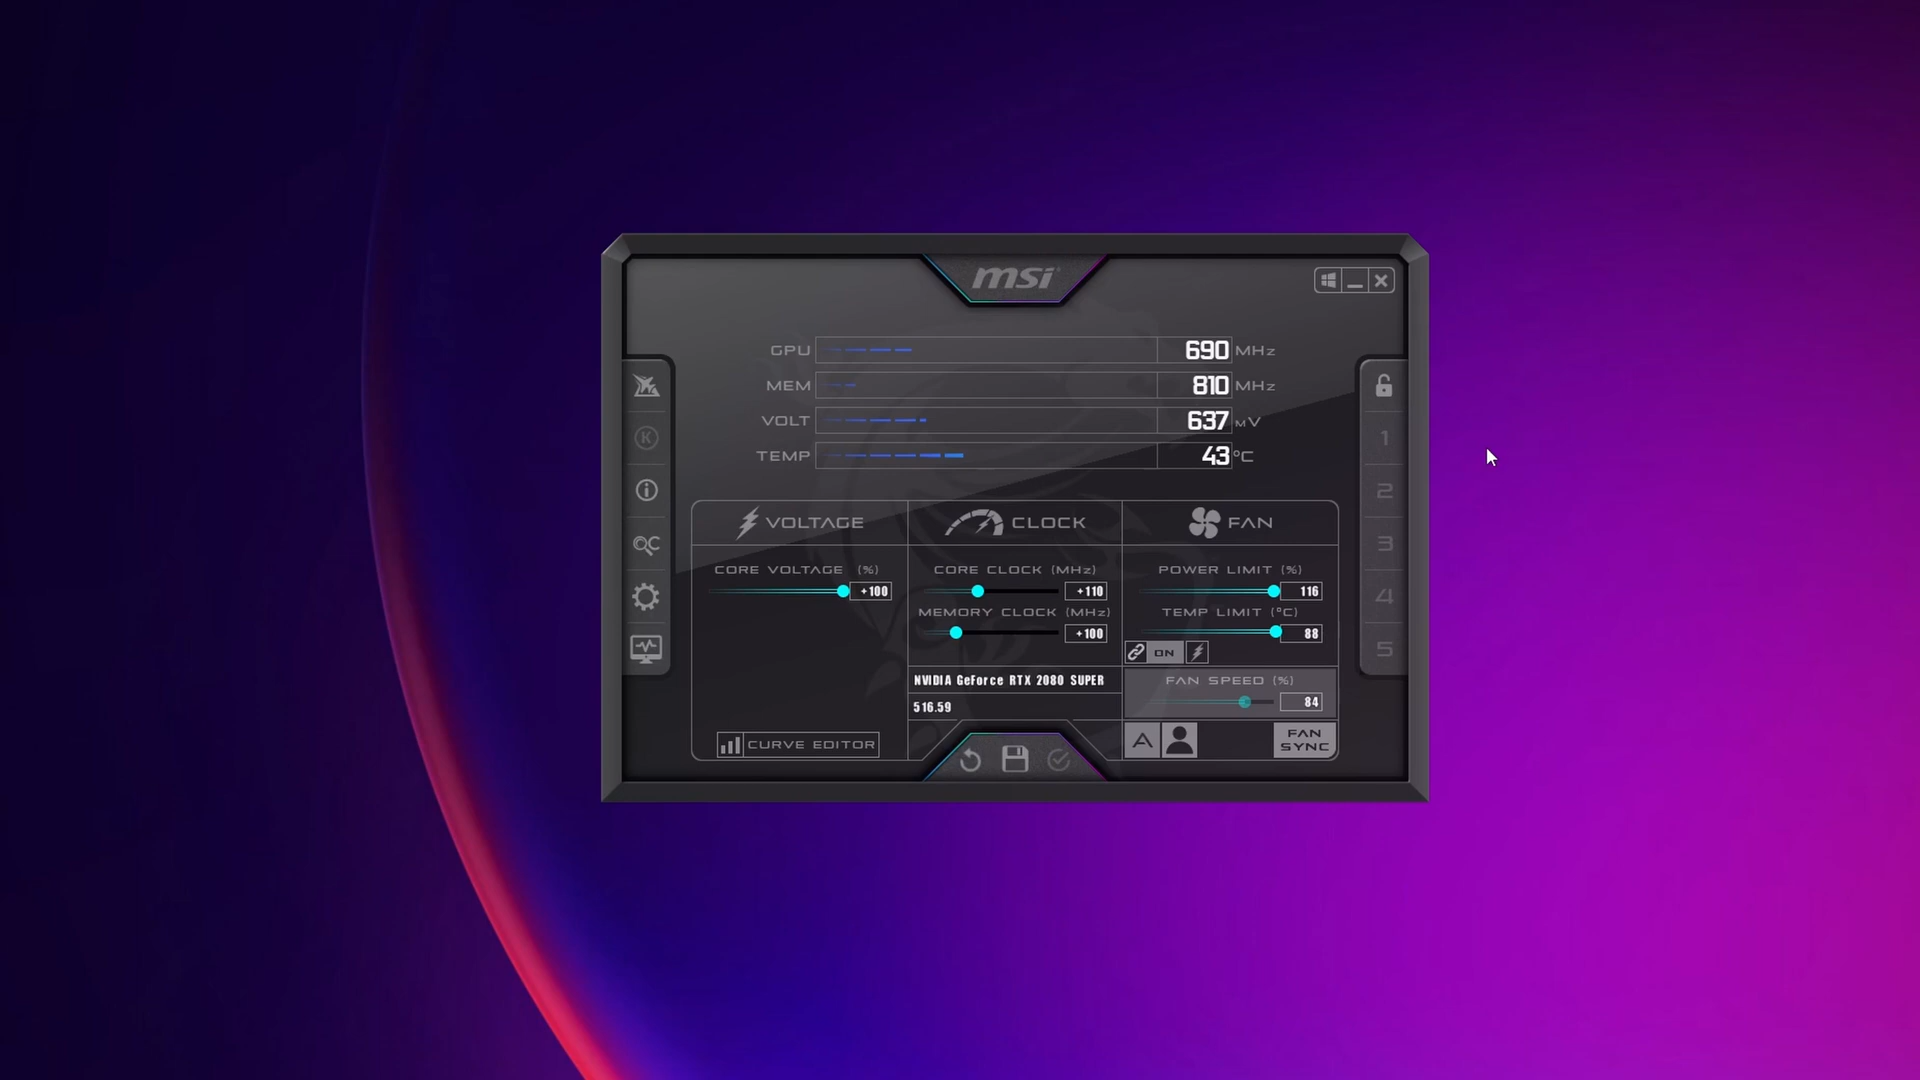 msi
GPU 690 MHz
MEM 810 MHz
VOLT 637 mV
TEMP 43 °C
K
1
2
3
4
5
VOLTAGE
CORE VOLTAGE (%)
+100
CURVE EDITOR
CLOCK
CORE CLOCK (MHz)
+110
MEMORY CLOCK (MHz)
+100
NVIDIA GeForce RTX 2080 SUPER
516.59
FAN
POWER LIMIT (%)
116
TEMP LIMIT (°C)
88
ON
FAN SPEED (%)
84
A
FAN
SYNC